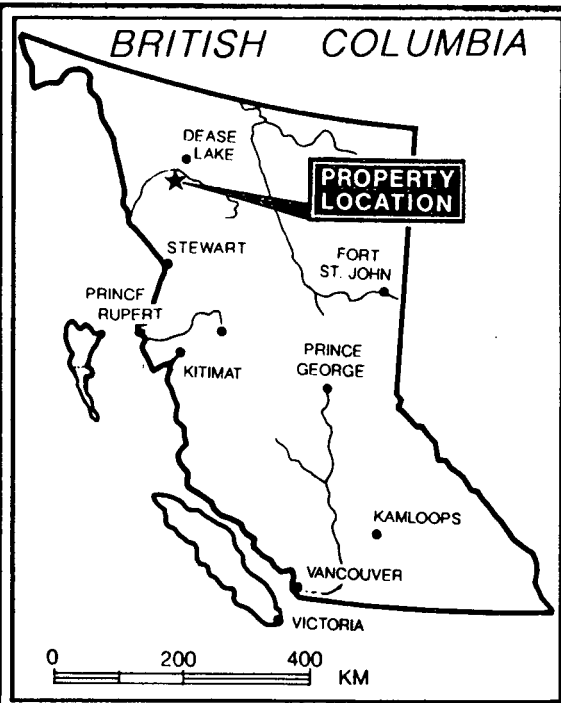 BRITISH COLUMBIA
DEASE
LAKE
PROPERTY
LOCATION
STEWART
FORT
ST. JOHN
PRINCE
RUPERT
KITIMAT
PRINCE
GEORGE
KAMLOOPS
VANCOUVER
VICTORIA
0 200 400
KM